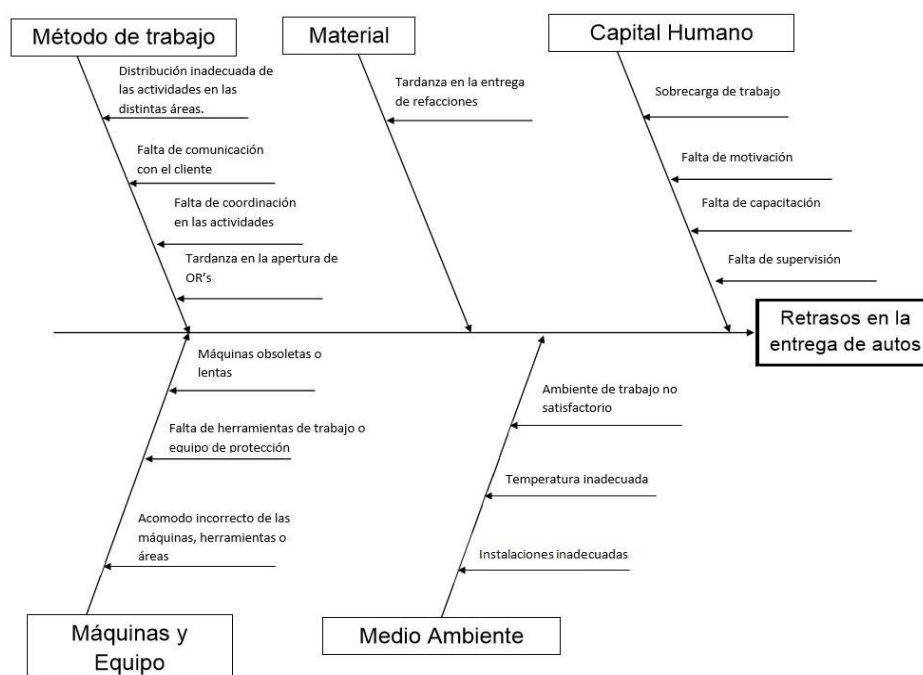 Método de trabajo
Material
Capital Humano
Distribución inadecuada de
las actividades en las
distintas áreas.
Falta de comunicación
con el cliente
Falta de coordinación
en las actividades
Tardanza en la apertura de
OR's
Tardanza en la entrega
de refacciones
Sobrecarga de trabajo
Falta de motivación
Falta de capacitación
Falta de supervisión
Retrasos en la
entrega de autos
Máquinas obsoletas o
lentas
Falta de herramientas de trabajo o
equipo de protección
Acomodo incorrecto de las
máquinas, herramientas o
áreas
Ambiente de trabajo no
satisfactorio
Temperatura inadecuada
Instalaciones inadecuadas
Máquinas y
Equipo
Medio Ambiente